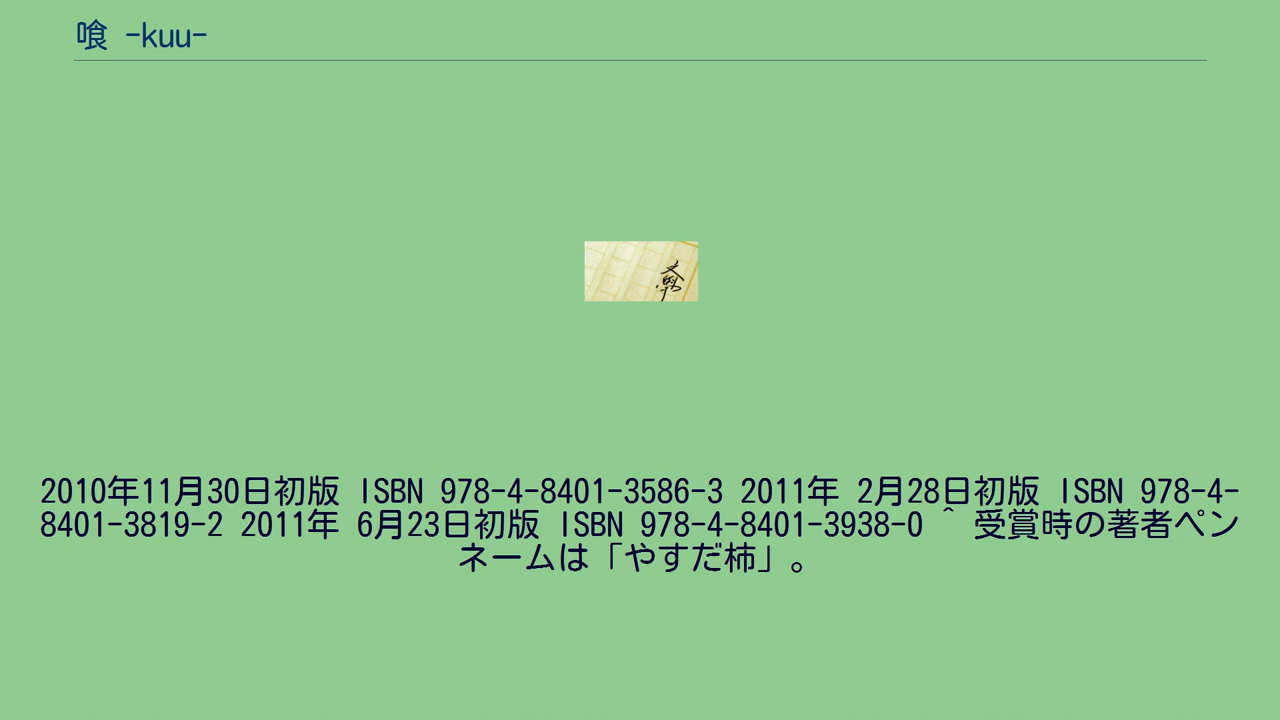 喰 -kuu-
2010年11月30日初版 ISBN 978-4-8401-3586-3 2011年 2月28日初版 ISBN 978-4-
8401-3819-2 2011年 6月23日初版 ISBN 978-4-8401-3938-0 ^ 受賞時の著者ペン
ネームは「やすだ柿」。